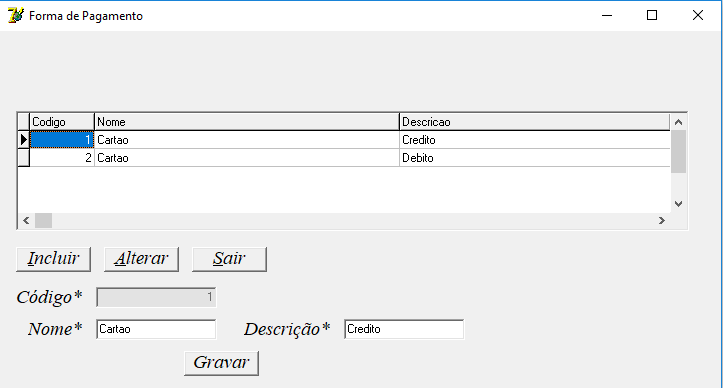 Forma de Pagamento
Codigo Nome Descricao
1 Cartao Credito
2 Cartao Debito
Incluir Alterar Sair
Código* 1
Nome* Cartao Descrição* Credito
Gravar